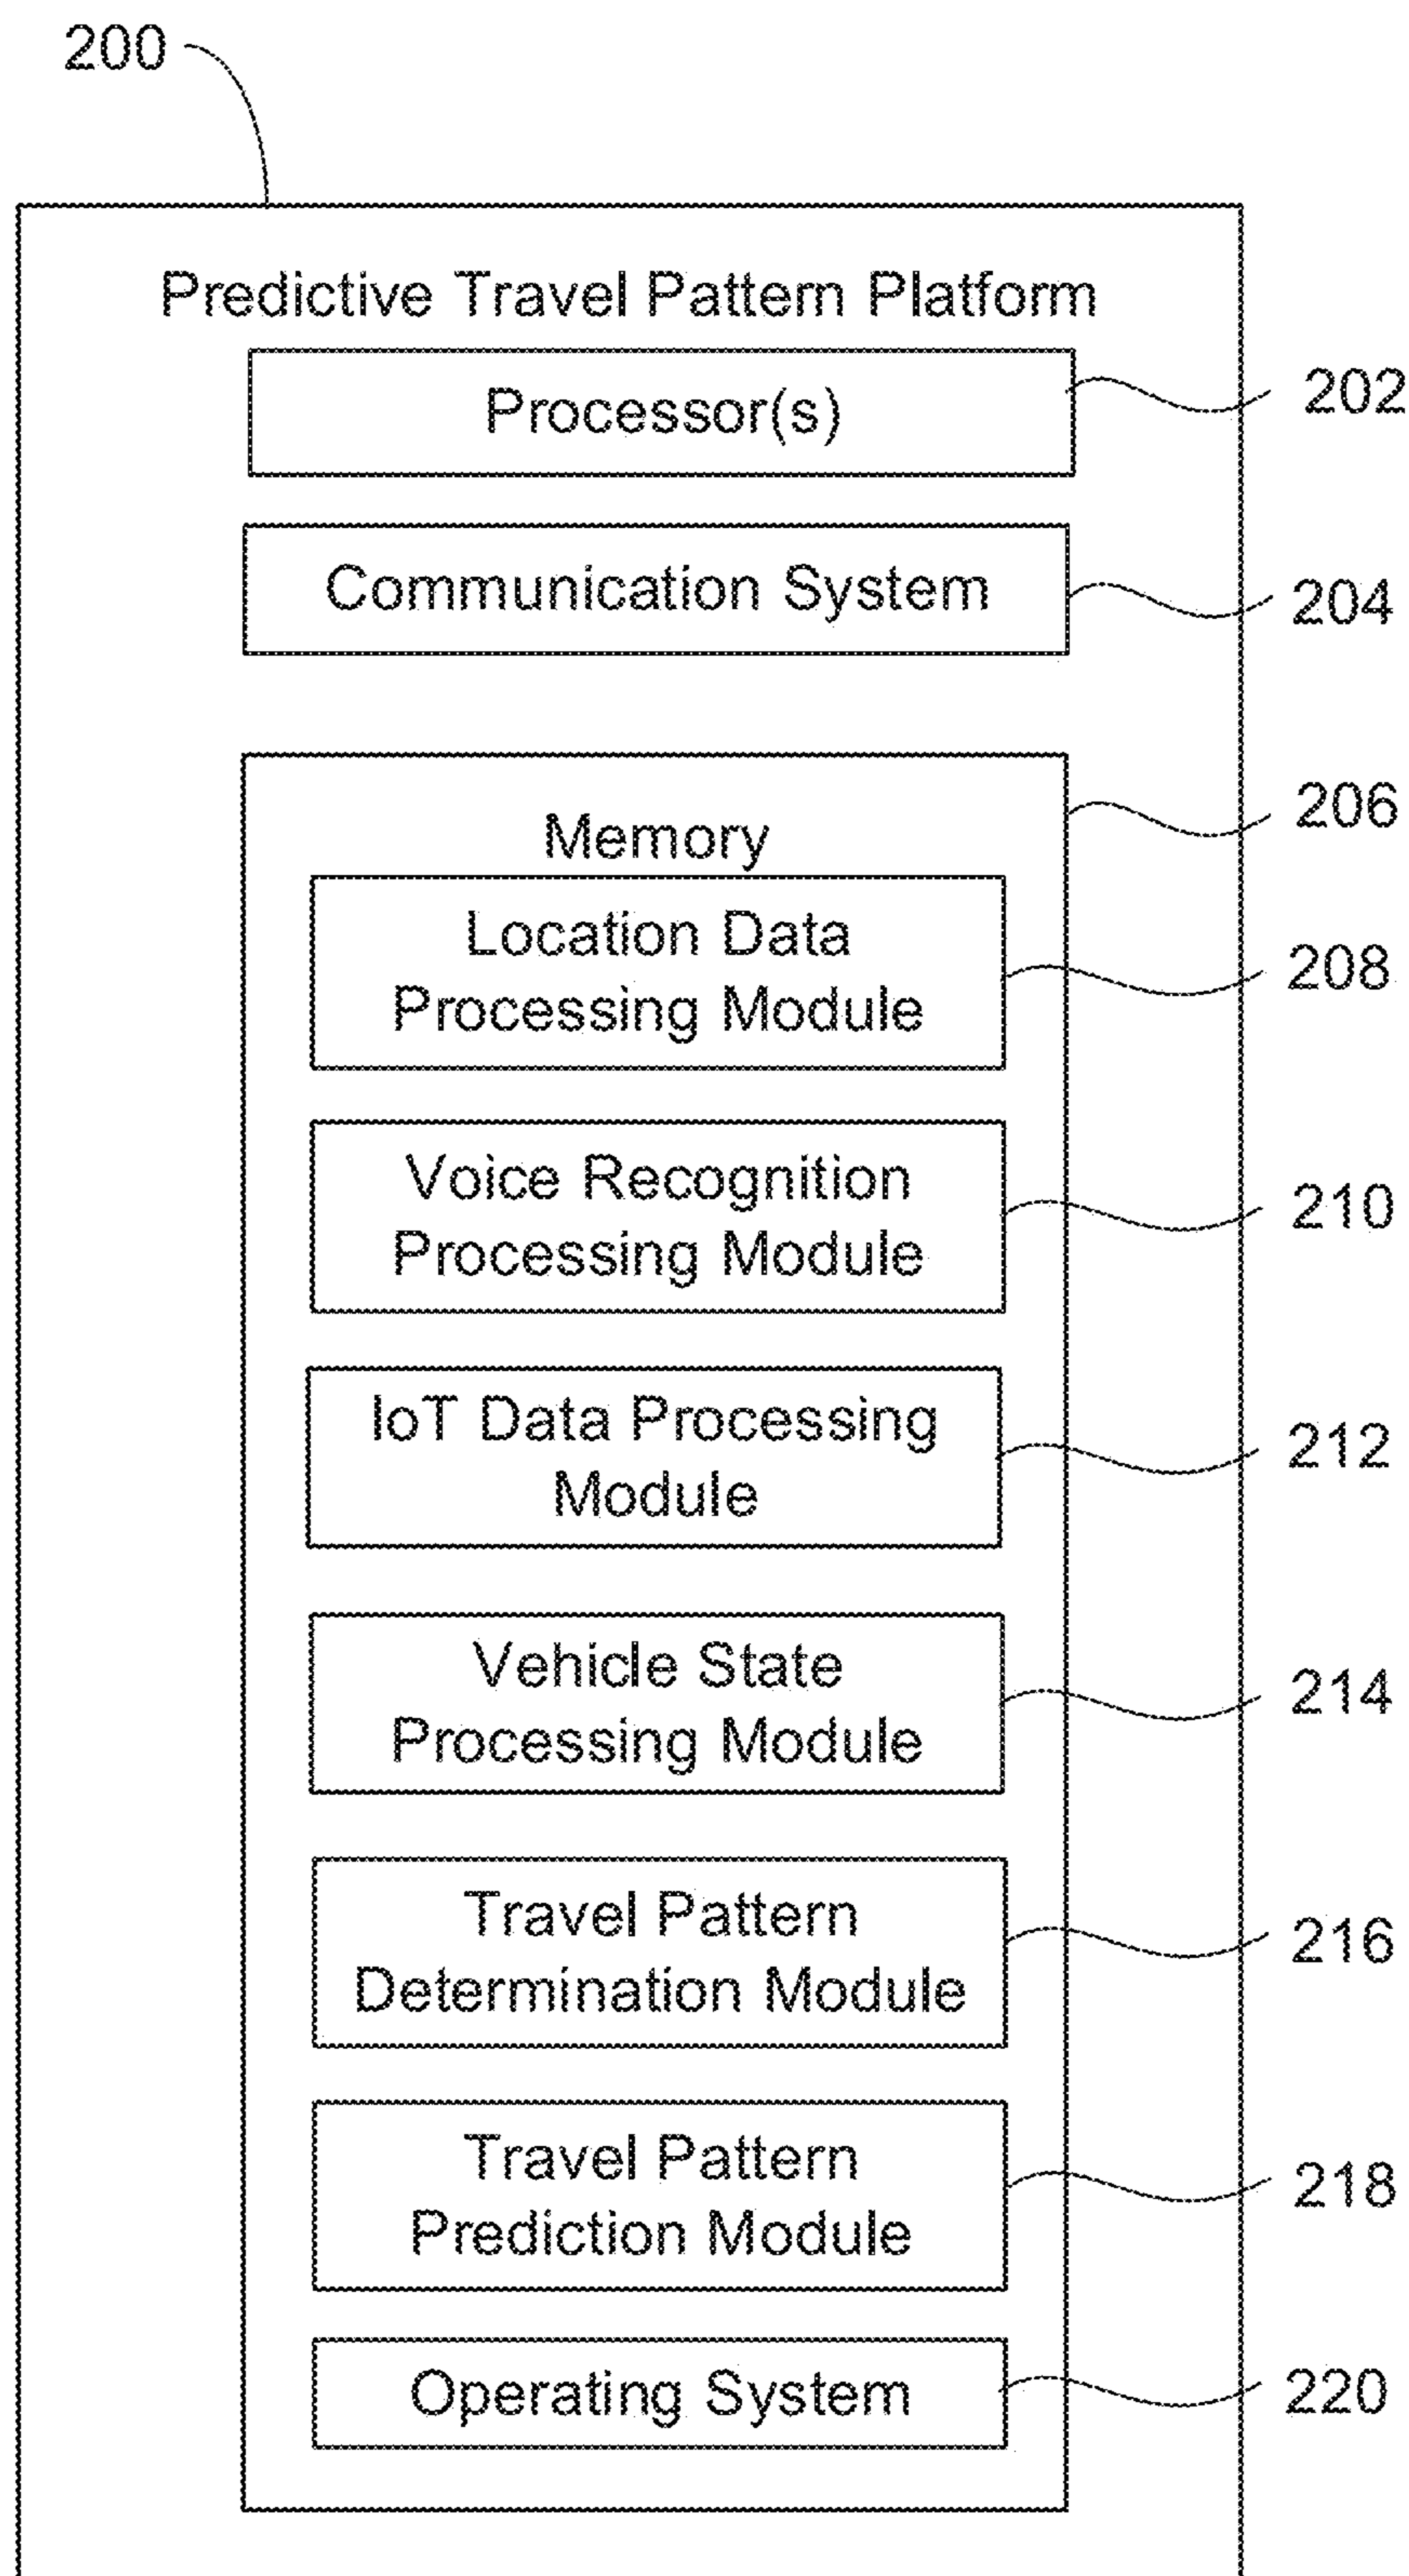 200
Predictive Travel Pattern Platform
Processor(s)
202
Communication System
204
Memory
206
Location Data
Processing Module
208
Voice Recognition
Processing Module
210
IoT Data Processing
Module
212
Vehicle State
Processing Module
214
Travel Pattern
Determination Module
216
Travel Pattern
Prediction Module
218
Operating System
220